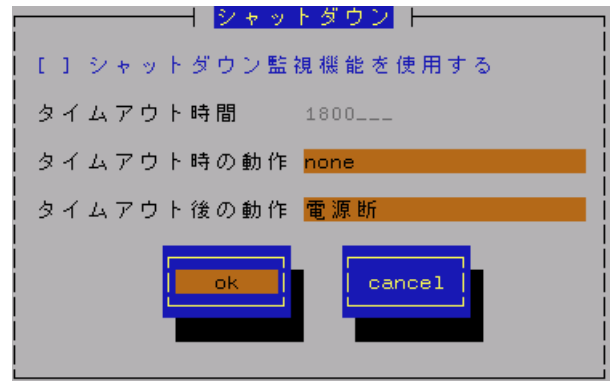 シャットダウン
[ ] シャットダウン監視機能を使用する
タイムアウト時間 1800___
タイムアウト時の動作 none
タイムアウト後の動作 電源断
ok cancel